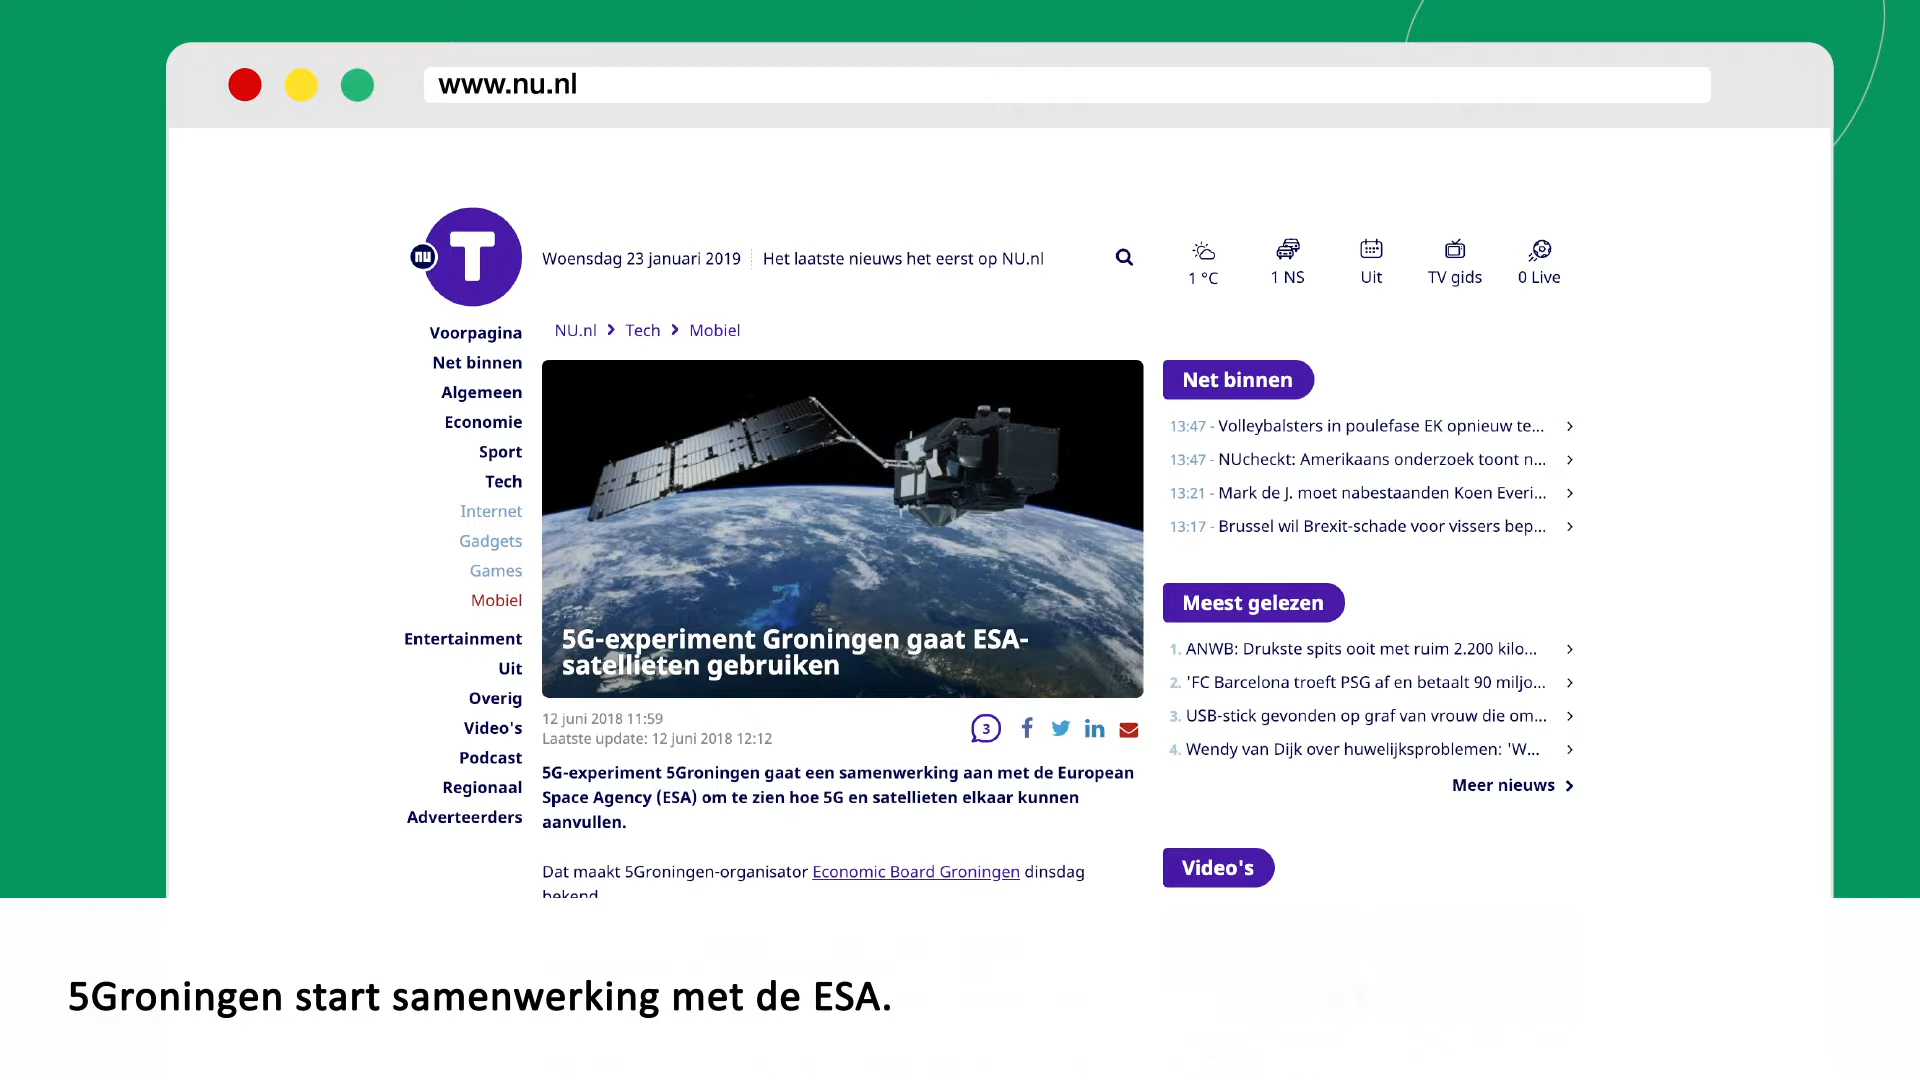 www.nu.nl
nu
T
Woensdag 23 januari 2019
Het laatste nieuws het eerst op NU.nl
1 °C
1 NS
Uit
TV gids
0 Live
Voorpagina
Net binnen
Algemeen
Economie
Sport
Tech
Internet
Gadgets
Games
Mobiel
Entertainment
Uit
Overig
Video's
Podcast
Regionaal
Adverteerders
NU.nl > Tech > Mobiel
5G-experiment Groningen gaat ESA-
satellieten gebruiken
12 juni 2018 11:59
Laatste update: 12 juni 2018 12:12
3
5G-experiment 5Groningen gaat een samenwerking aan met de European
Space Agency (ESA) om te zien hoe 5G en satellieten elkaar kunnen
aanvullen.
Dat maakt 5Groningen-organisator Economic Board Groningen dinsdag
bekend
Net binnen
13:47 - Volleybalsters in poulefase EK opnieuw te...
13:47 - NUcheckt: Amerikaans onderzoek toont n...
13:21 - Mark de J. moet nabestaanden Koen Everi...
13:17 - Brussel wil Brexit-schade voor vissers bep...
Meest gelezen
1. ANWB: Drukste spits ooit met ruim 2.200 kilo...
2. 'FC Barcelona troeft PSG af en betaalt 90 miljo...
3. USB-stick gevonden op graf van vrouw die om...
4. Wendy van Dijk over huwelijksproblemen: 'W...
Meer nieuws
Video's
5Groningen start samenwerking met de ESA.